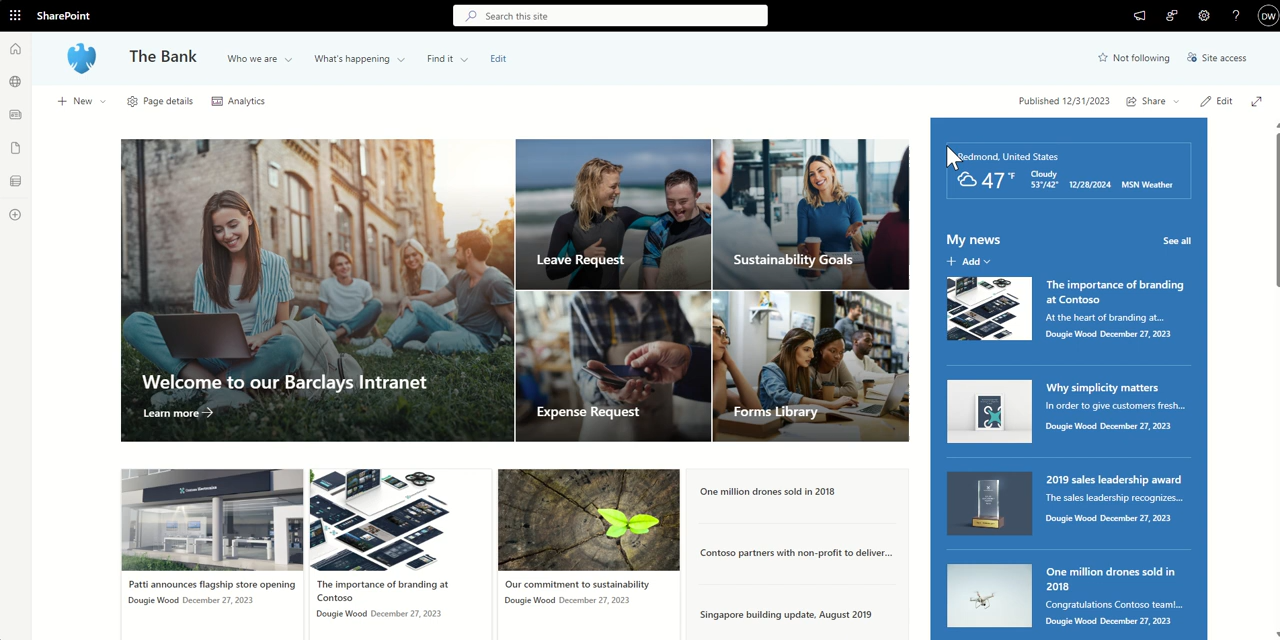 SharePoint
Search this site
DW
The Bank
Who we are
What's happening
Find it
Edit
Not following
Site access
New
Page details
Analytics
Published 12/31/2023
Share
Edit
Welcome to our Barclays Intranet
Learn more
Leave Request
Sustainability Goals
Expense Request
Forms Library
Redmond, United States
47 °F
Cloudy
53°/42°
12/28/2024
MSN Weather
My news
See all
Add
The importance of branding
at Contoso
At the heart of branding at...
Dougie Wood December 27, 2023
Why simplicity matters
In order to give customers fresh...
Dougie Wood December 27, 2023
2019 sales leadership award
The sales leadership recognizes...
Dougie Wood December 27, 2023
One million drones sold in
2018
Congratulations Contoso team!...
Dougie Wood December 27, 2023
Patti announces flagship store opening
Dougie Wood December 27, 2023
The importance of branding at
Contoso
Dougie Wood December 27, 2023
Our commitment to sustainability
Dougie Wood December 27, 2023
One million drones sold in 2018
Contoso partners with non-profit to deliver...
Singapore building update, August 2019